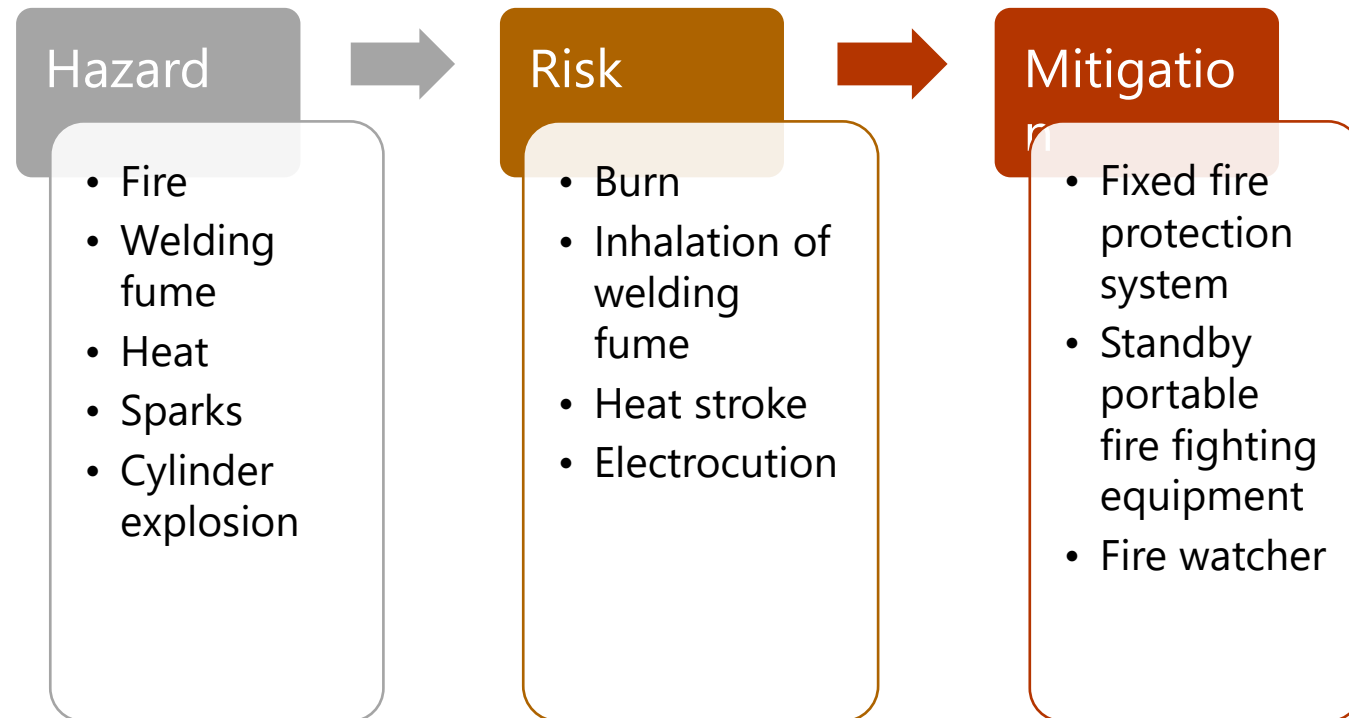 Hazard
• Fire
• Welding
fume
• Heat
• Sparks
• Cylinder
explosion
Risk
• Burn
• Inhalation of
welding
fume
• Heat stroke
• Electrocution
Mitigatio
n
• Fixed fire
protection
system
• Standby
portable
fire fighting
equipment
• Fire watcher